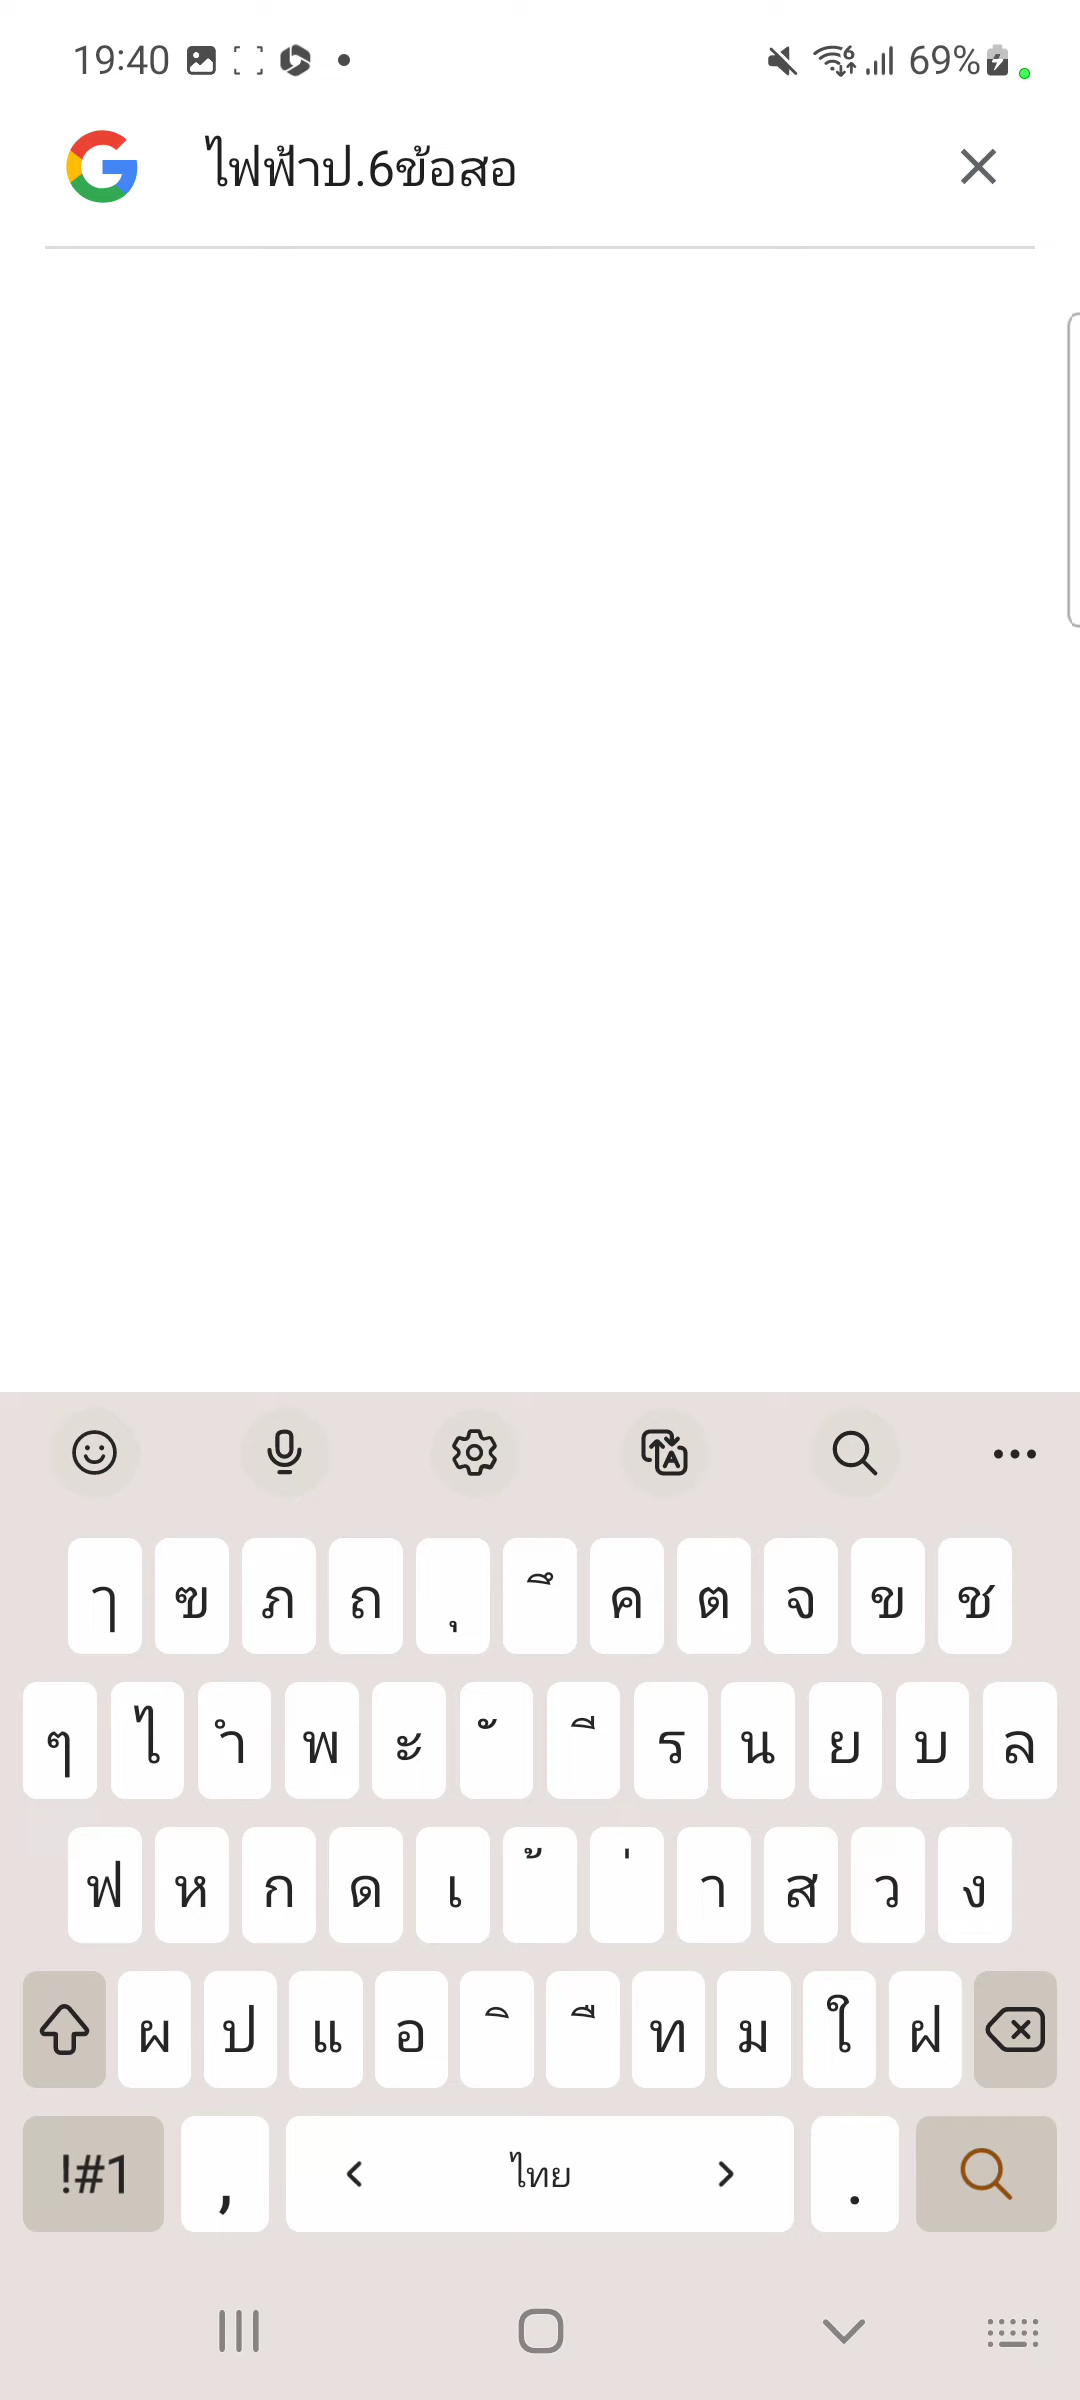 19:40
69%
ไฟฟ้าป.6ข้อสอ
ๅ ฃ ภ ถ ุ ึ ค ต จ ข ช
ๆ ไ ำ พ ะ ั ี ร น ย บ ล
ฟ ห ก ด เ ้ ่ า ส ว ง
ผ ป แ อ ิ ื ท ม ใ ฝ
!#1 , ไทย .